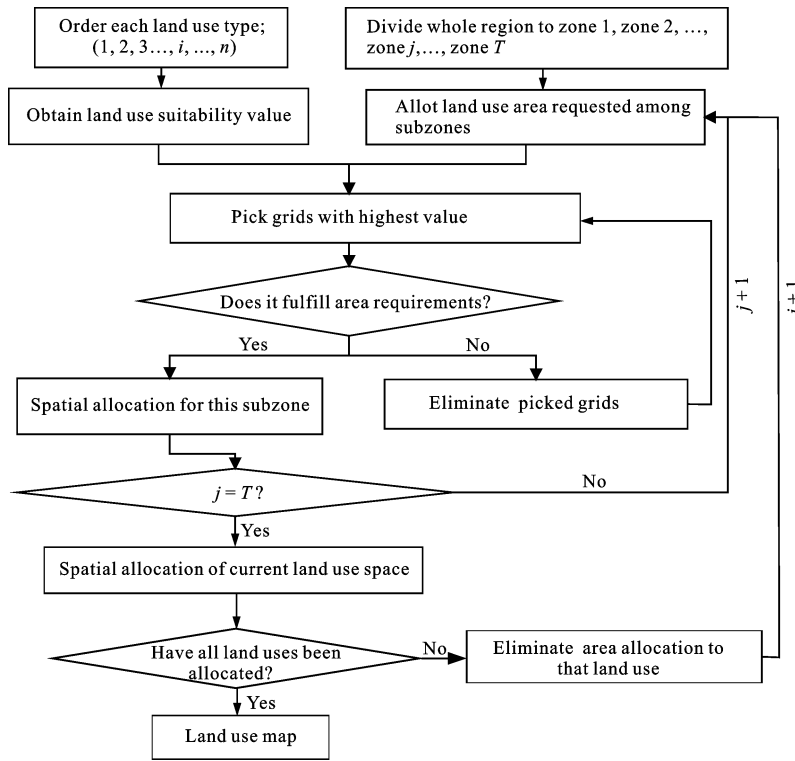 Order each land use type;
(1, 2, 3…, i, …, n)
Divide whole region to zone 1, zone 2, …,
zone j,…, zone T
Obtain land use suitability value
Allot land use area requested among
subzones
Pick grids with highest value
Does it fulfill area requirements?
Yes
No
j + 1
Spatial allocation for this subzone
Eliminate picked grids
j = T ?
No
Yes
Spatial allocation of current land use space
Have all land uses been
allocated?
No
Eliminate area allocation to
that land use
Yes
Land use map